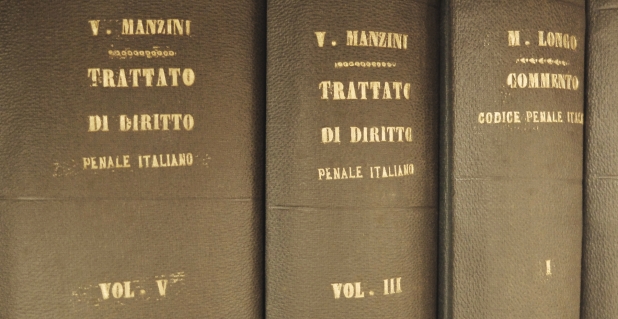 V. MANZINI
TRATTATO
DI DIRITTO
PENALE ITALIANO
VOL. V
V. MANZINI
TRATTATO
DI DIRITTO
PENALE ITALIANO
VOL. III
M. LONGO
COMMENTO
CODICE PENALE
I